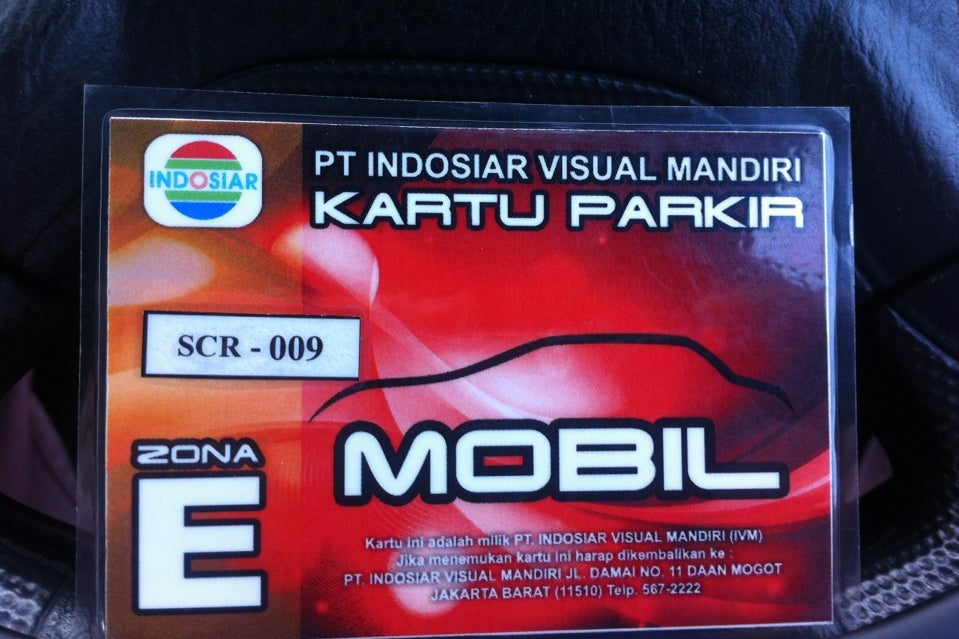 INDOSIAR
PT INDOSIAR VISUAL MANDIRI
KARTU PARKIR
SCR - 009
ZONA
E
MOBIL
Kartu ini adalah milik PT. INDOSIAR VISUAL MANDIRI (IVM)
Jika menemukan kartu ini harap dikembalikan ke :
PT. INDOSIAR VISUAL MANDIRI JL. DAMAI NO. 11 DAAN MOGOT
JAKARTA BARAT (11510) Telp. 567-2222